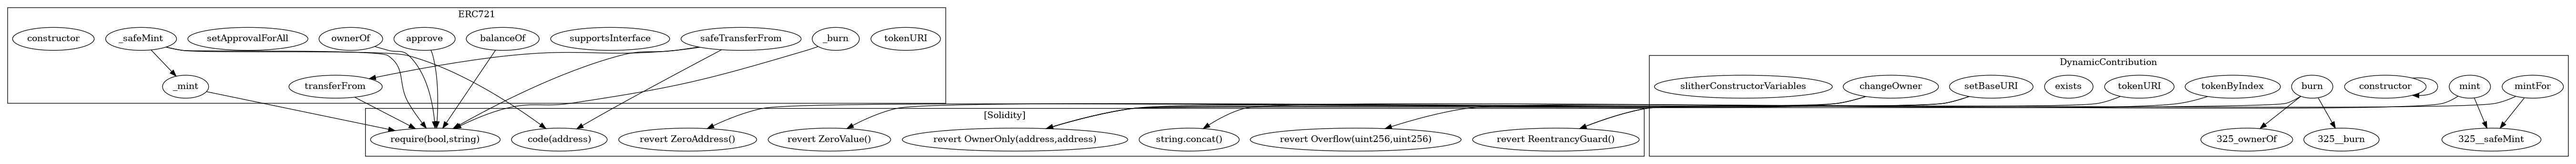 ERC721
constructor
_safeMint
setApprovalForAll
ownerOf
approve
balanceOf
supportsInterface
safeTransferFrom
_burn
tokenURI
_mint
transferFrom
DynamicContribution
slitherConstructorVariables
changeOwner
setBaseURI
exists
tokenURI
tokenByIndex
burn
constructor
mint
mintFor
[Solidity]
require(bool,string)
code(address)
revert ZeroAddress()
revert ZeroValue()
revert OwnerOnly(address,address)
string.concat()
revert Overflow(uint256,uint256)
revert ReentrancyGuard()
325_ownerOf
325__burn
325__safeMint